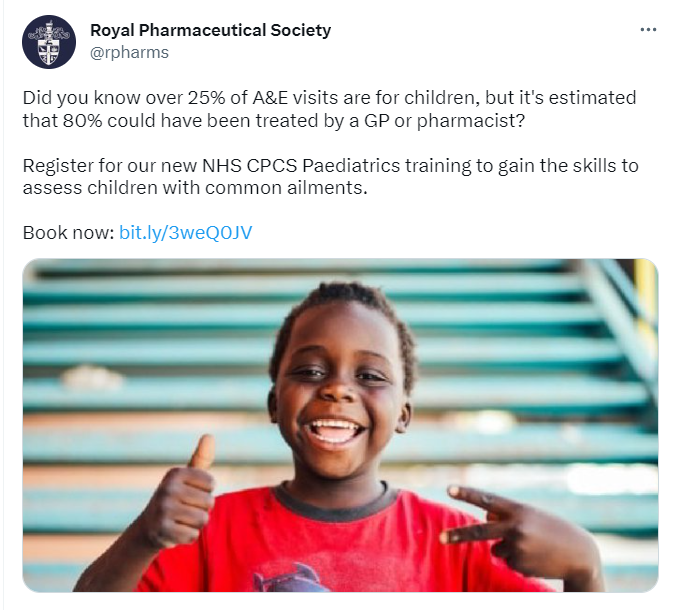 Royal Pharmaceutical Society
@rpharms
Did you know over 25% of A&E visits are for children, but it's estimated
that 80% could have been treated by a GP or pharmacist?
Register for our new NHS CPCS Paediatrics training to gain the skills to
assess children with common ailments.
Book now: bit.ly/3weQ0JV